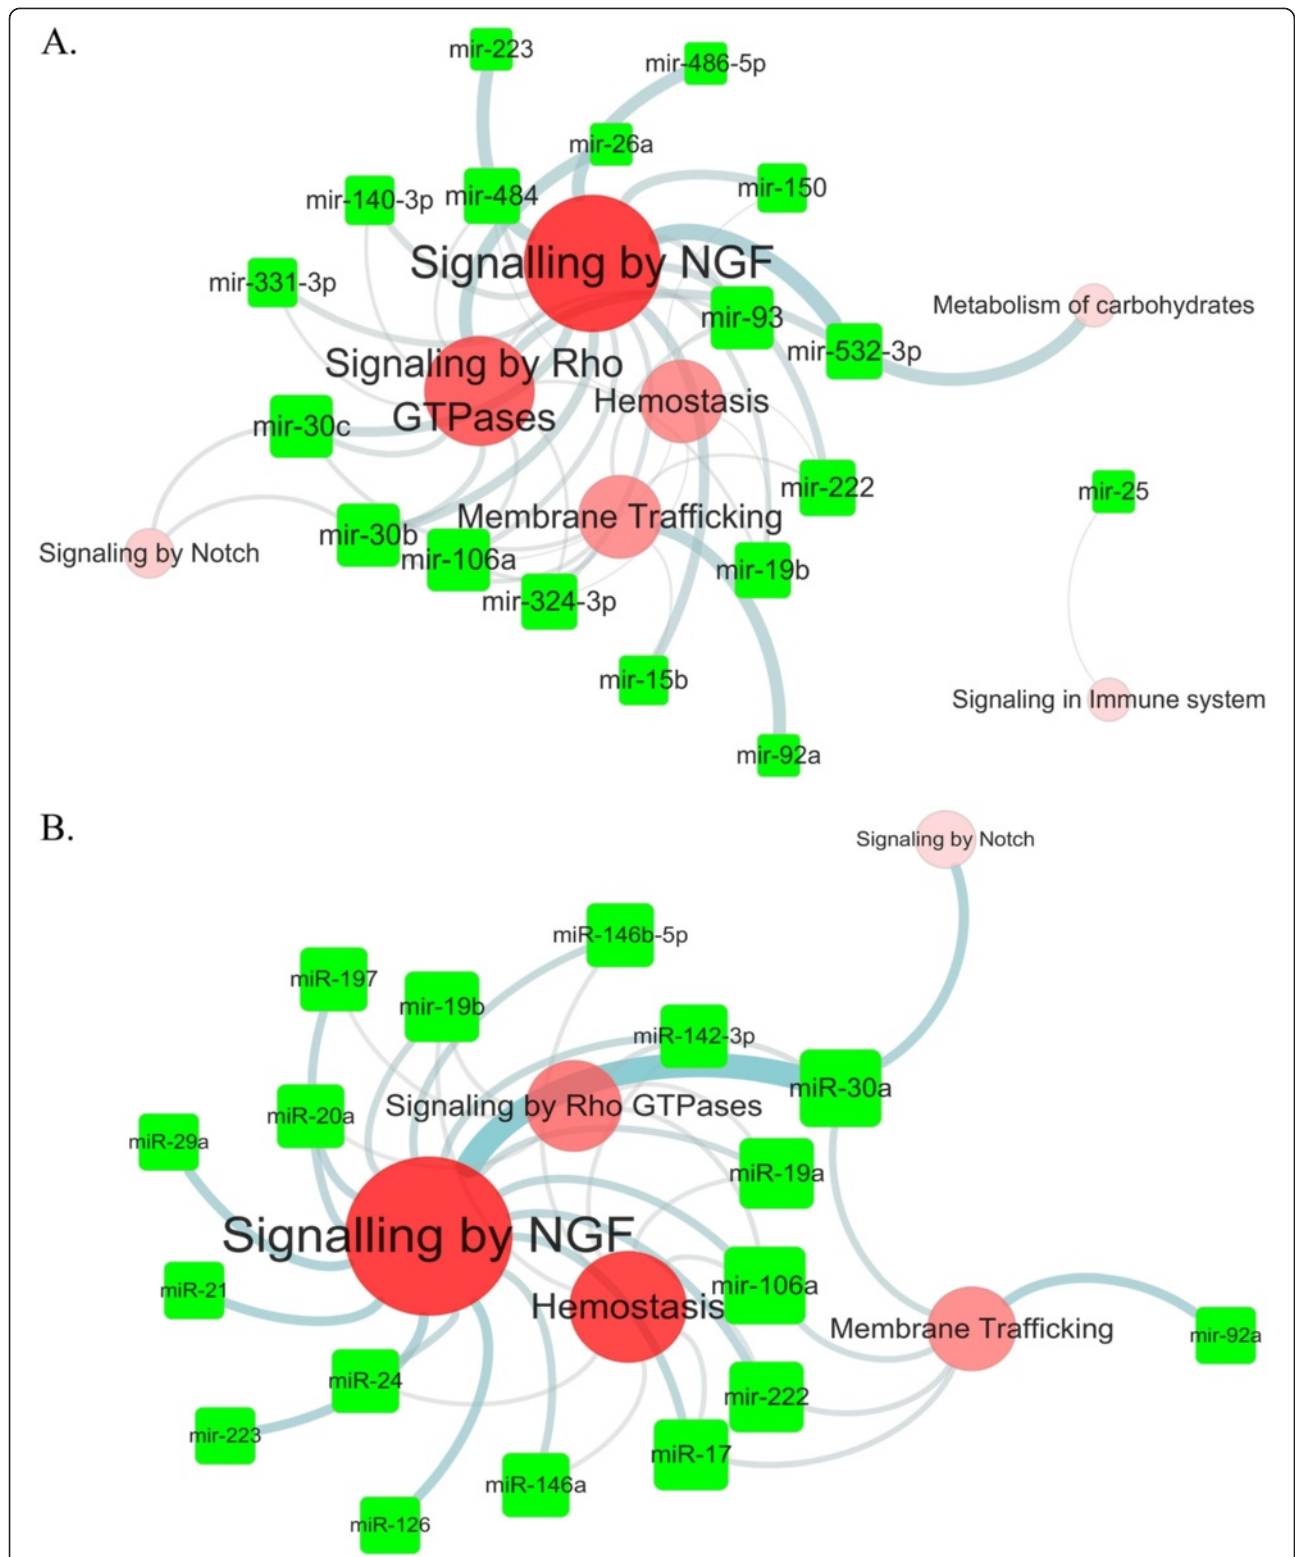 A.
mir-223
mir-486-5p
mir-26a
mir-150
mir-140-3p
mir-484
Signalling by NGF
mir-331-3p
Metabolism of carbohydrates
mir-93
mir-532-3p
Signaling by Rho
GTPases
Hemostasis
mir-30c
mir-222
mir-25
Membrane Trafficking
mir-30b
Signaling by Notch
mir-106a
mir-19b
mir-324-3p
mir-15b
Signaling in Immune system
mir-92a
B.
Signaling by Notch
miR-146b-5p
miR-197
mir-19b
miR-142-3p
miR-30a
Signaling by Rho GTPases
miR-20a
miR-29a
miR-19a
Signalling by NGF
miR-21
mir-106a
Hemostasis
Membrane Trafficking
mir-92a
miR-24
mir-222
mir-223
miR-17
miR-146a
miR-126